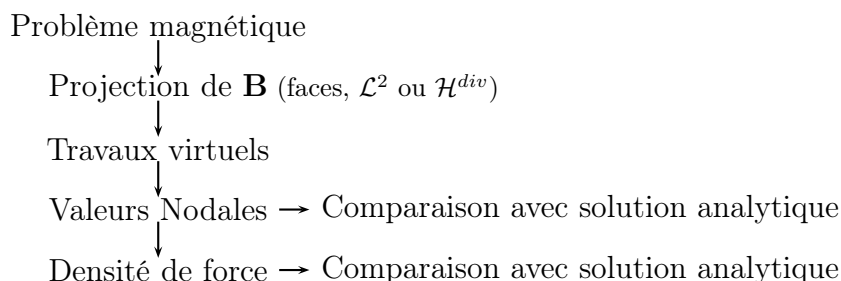 Problème magnétique
Projection de B (faces, L² ou H^div)
Travaux virtuels
Valeurs Nodales → Comparaison avec solution analytique
Densité de force → Comparaison avec solution analytique